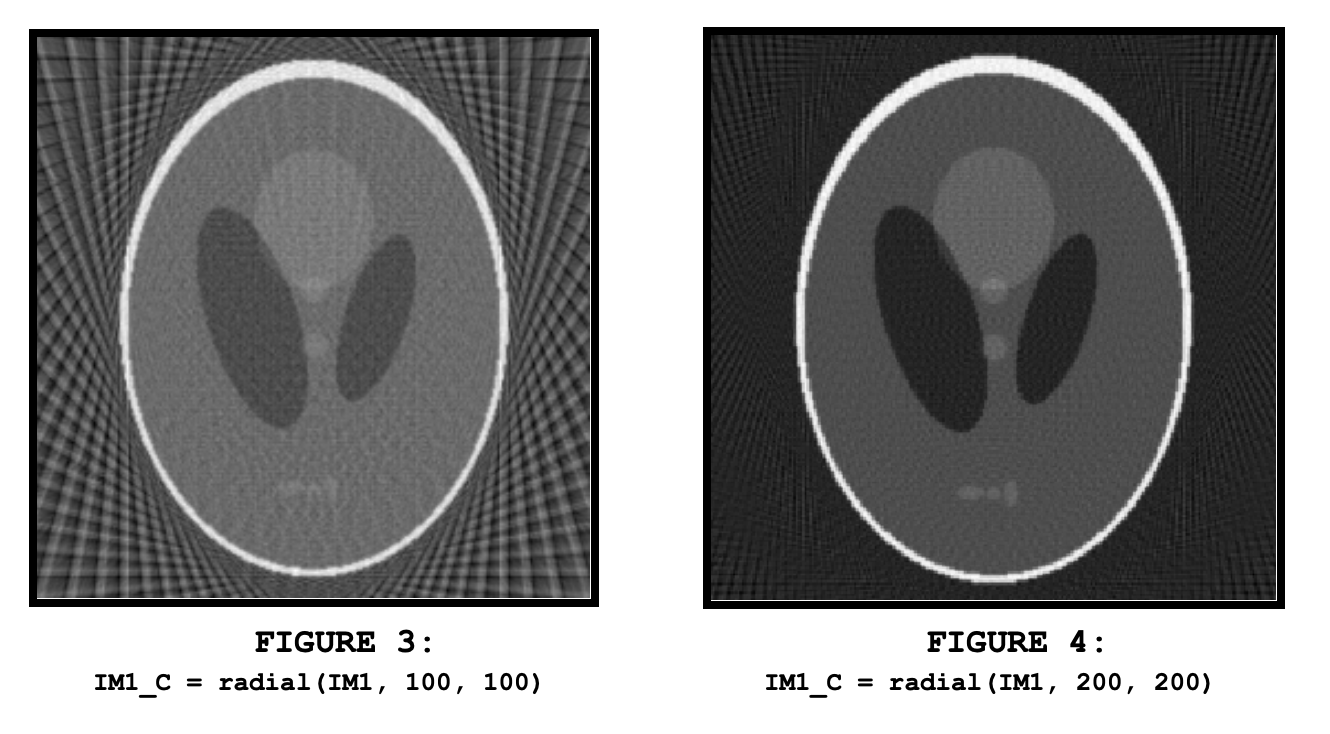 FIGURE 3:
IM1_C = radial(IM1, 100, 100)
FIGURE 4:
IM1_C = radial(IM1, 200, 200)